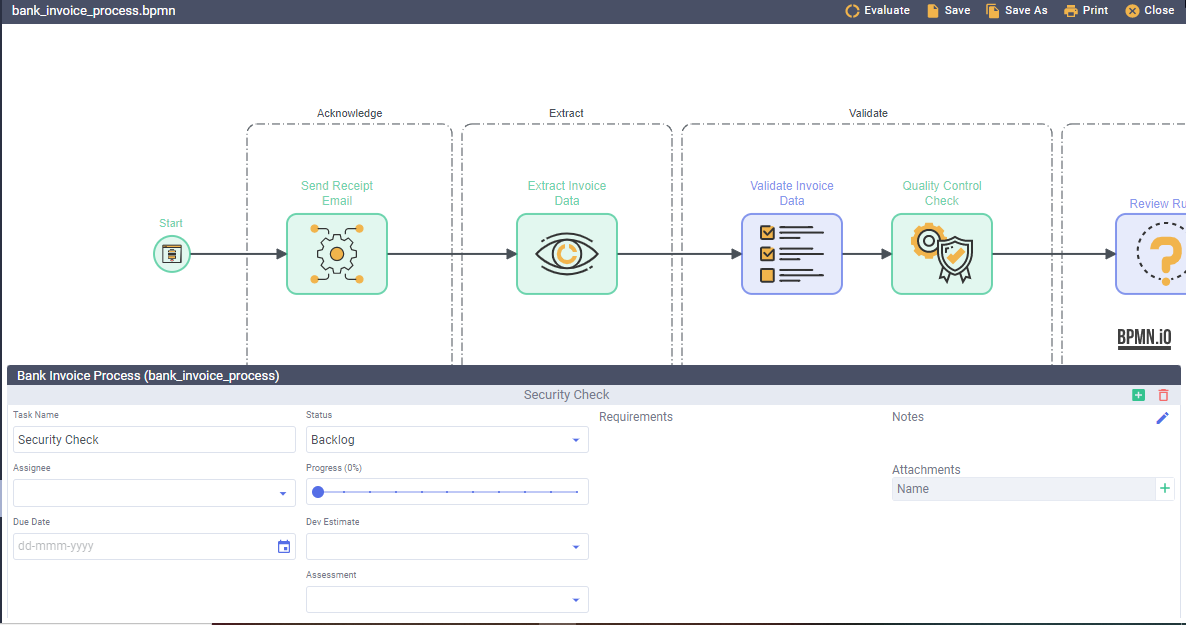 bank_invoice_process.bpmn
Evaluate
Save
Save As
Print
Close
Acknowledge
Extract
Validate
Send Receipt
Email
Extract Invoice
Data
Validate Invoice
Data
Quality Control
Check
Start
Review Ru
BPMN.iO
Bank Invoice Process (bank_invoice_process)
Security Check
Task Name
Security Check
Assignee
Due Date
dd-mmm-yyyy
Status
Backlog
Progress (0%)
Dev Estimate
Assessment
Requirements
Notes
Attachments
Name